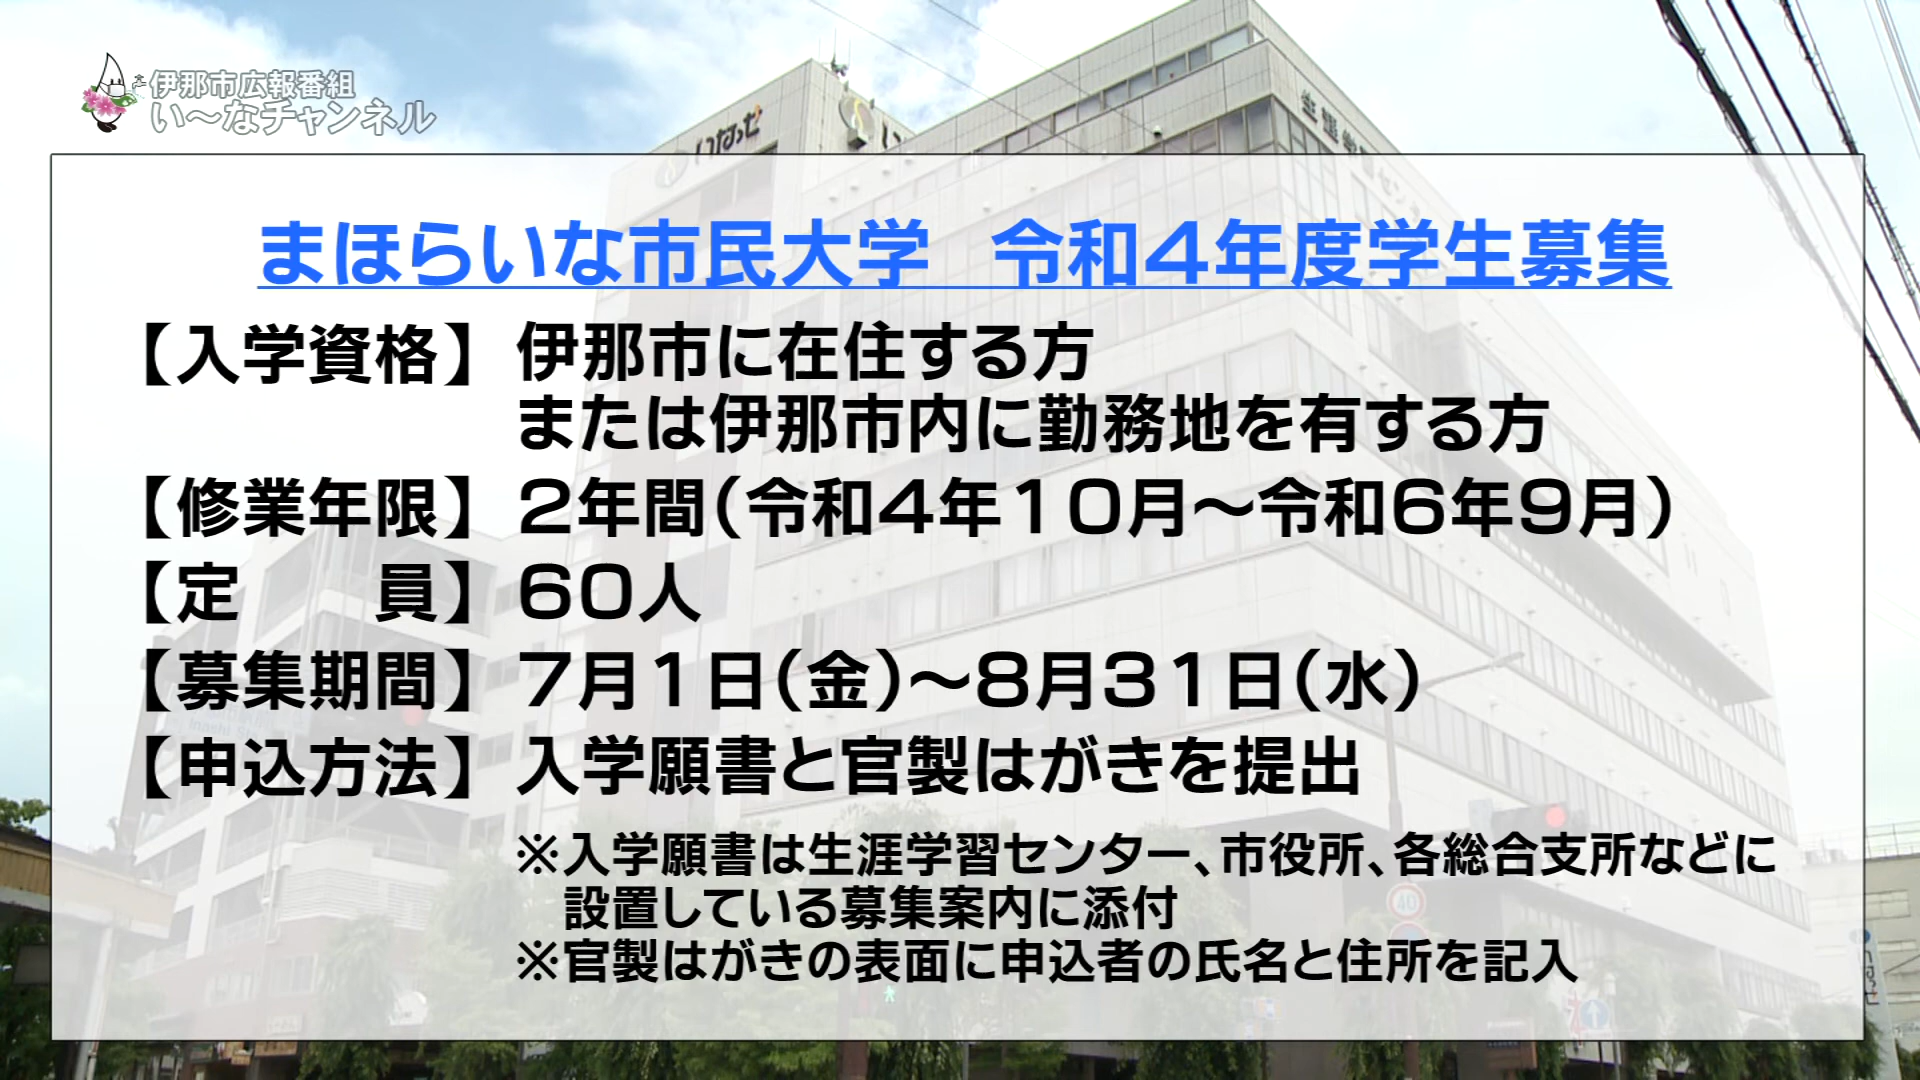 伊那市広報番組
い～なチャンネル
いなっせ
まほらいな市民大学　令和4年度学生募集
【入学資格】伊那市に在住する方
または伊那市内に勤務地を有する方
【修業年限】2年間(令和4年10月～令和6年9月)
【定　　員】60人
【募集期間】7月1日(金)～8月31日(水)
【申込方法】入学願書と官製はがきを提出
※入学願書は生涯学習センター、市役所、各総合支所などに
設置している募集案内に添付
※官製はがきの表面に申込者の氏名と住所を記入
40